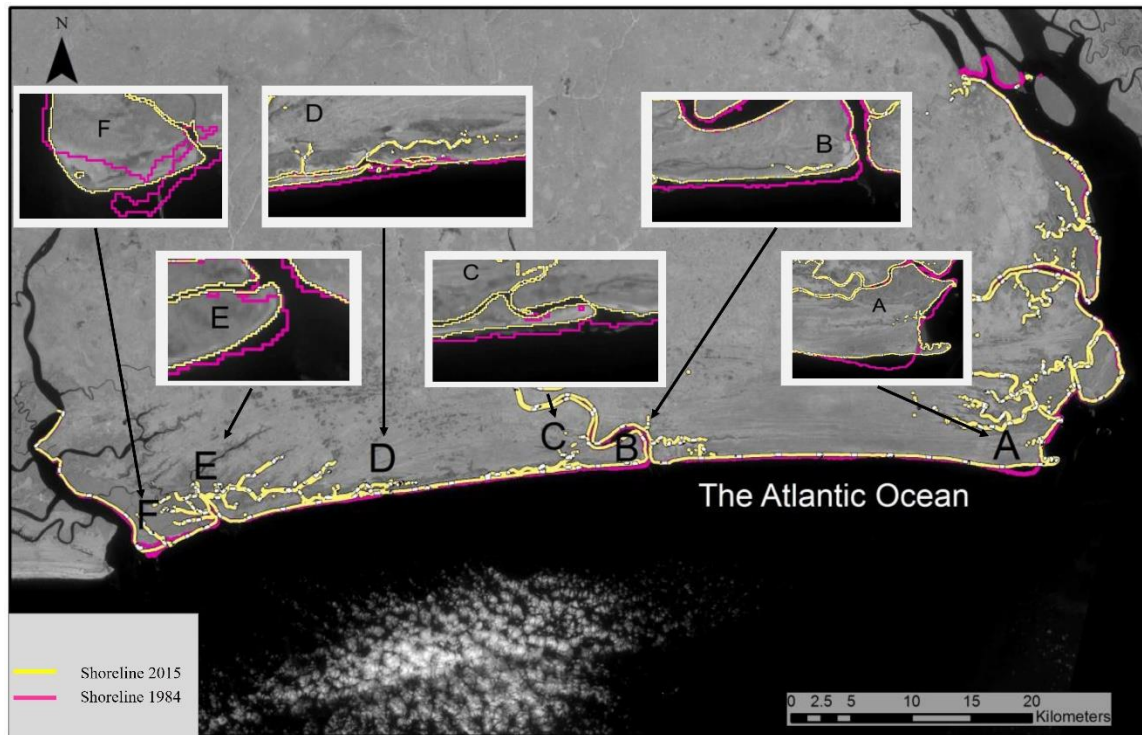 N
F
D
B
E
C
A
C
B
A
D
E
F
The Atlantic Ocean
Shoreline 2015
Shoreline 1984
0 2.5 5 10 15 20
Kilometers